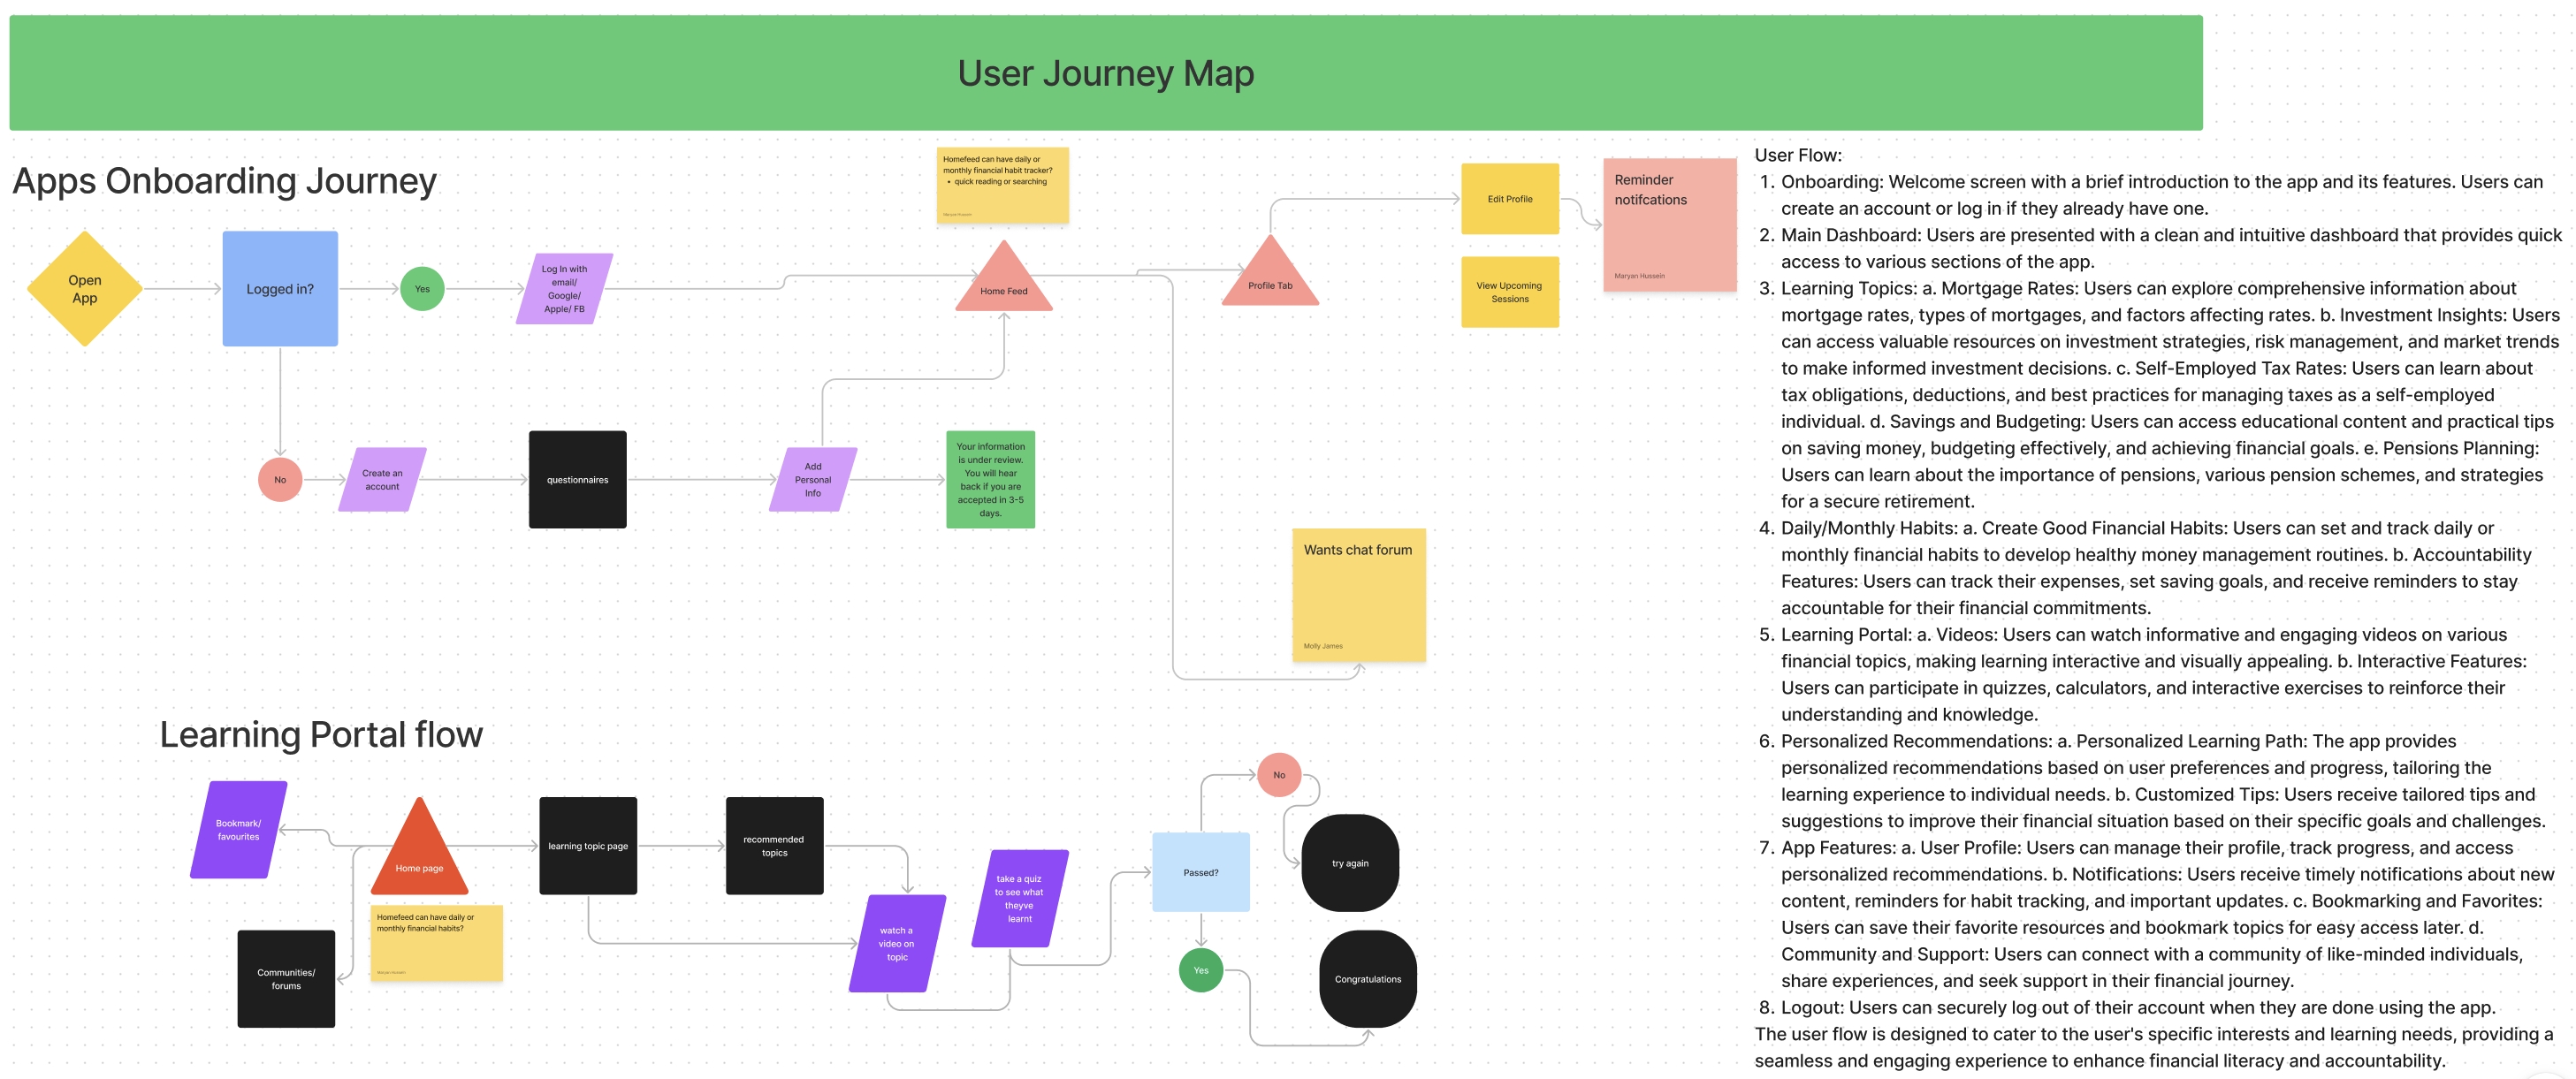 User Journey Map
Apps Onboarding Journey
Open
App
Logged in?
Yes
Log In with
email/
Google/
Apple/ FB
Homefeed can have daily or
monthly financial habit tracker?
• quick reading or searching
Maryan Hussein
Home Feed
Profile Tab
Edit Profile
View Upcoming
Sessions
Reminder
notifcations
Maryan Hussein
No
Create an
account
questionnaires
Add
Personal
Info
Your information
is under review.
You will hear
back if you are
accepted in 3-5
days.
Wants chat forum
Molly James
Learning Portal flow
Bookmark/
favourites
Home page
Homefeed can have daily or
monthly financial habits?
Maryan Hussein
Communities/
forums
learning topic page
recommended
topics
watch a
video on
topic
take a quiz
to see what
theyve
learnt
Passed?
No
try again
Yes
Congratulations
User Flow:
1. Onboarding: Welcome screen with a brief introduction to the app and its features. Users can
create an account or log in if they already have one.
2. Main Dashboard: Users are presented with a clean and intuitive dashboard that provides quick
access to various sections of the app.
3. Learning Topics: a. Mortgage Rates: Users can explore comprehensive information about
mortgage rates, types of mortgages, and factors affecting rates. b. Investment Insights: Users
can access valuable resources on investment strategies, risk management, and market trends
to make informed investment decisions. c. Self-Employed Tax Rates: Users can learn about
tax obligations, deductions, and best practices for managing taxes as a self-employed
individual. d. Savings and Budgeting: Users can access educational content and practical tips
on saving money, budgeting effectively, and achieving financial goals. e. Pensions Planning:
Users can learn about the importance of pensions, various pension schemes, and strategies
for a secure retirement.
4. Daily/Monthly Habits: a. Create Good Financial Habits: Users can set and track daily or
monthly financial habits to develop healthy money management routines. b. Accountability
Features: Users can track their expenses, set saving goals, and receive reminders to stay
accountable for their financial commitments.
5. Learning Portal: a. Videos: Users can watch informative and engaging videos on various
financial topics, making learning interactive and visually appealing. b. Interactive Features:
Users can participate in quizzes, calculators, and interactive exercises to reinforce their
understanding and knowledge.
6. Personalized Recommendations: a. Personalized Learning Path: The app provides
personalized recommendations based on user preferences and progress, tailoring the
learning experience to individual needs. b. Customized Tips: Users receive tailored tips and
suggestions to improve their financial situation based on their specific goals and challenges.
7. App Features: a. User Profile: Users can manage their profile, track progress, and access
personalized recommendations. b. Notifications: Users receive timely notifications about new
content, reminders for habit tracking, and important updates. c. Bookmarking and Favorites:
Users can save their favorite resources and bookmark topics for easy access later. d.
Community and Support: Users can connect with a community of like-minded individuals,
share experiences, and seek support in their financial journey.
8. Logout: Users can securely log out of their account when they are done using the app.
The user flow is designed to cater to the user's specific interests and learning needs, providing a
seamless and engaging experience to enhance financial literacy and accountability.